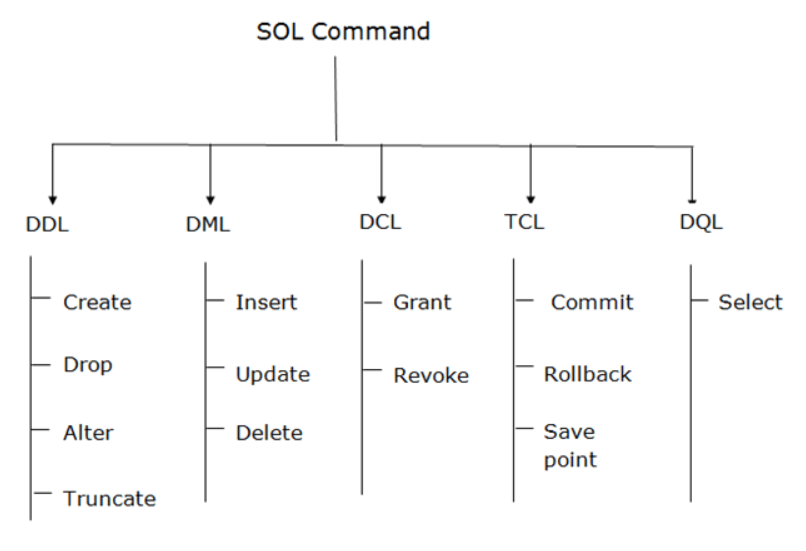 SOL Command
DDL
DML
DCL
TCL
DQL
Create
Drop
Alter
Truncate
Insert
Update
Delete
Grant
Revoke
Commit
Rollback
Save
point
Select